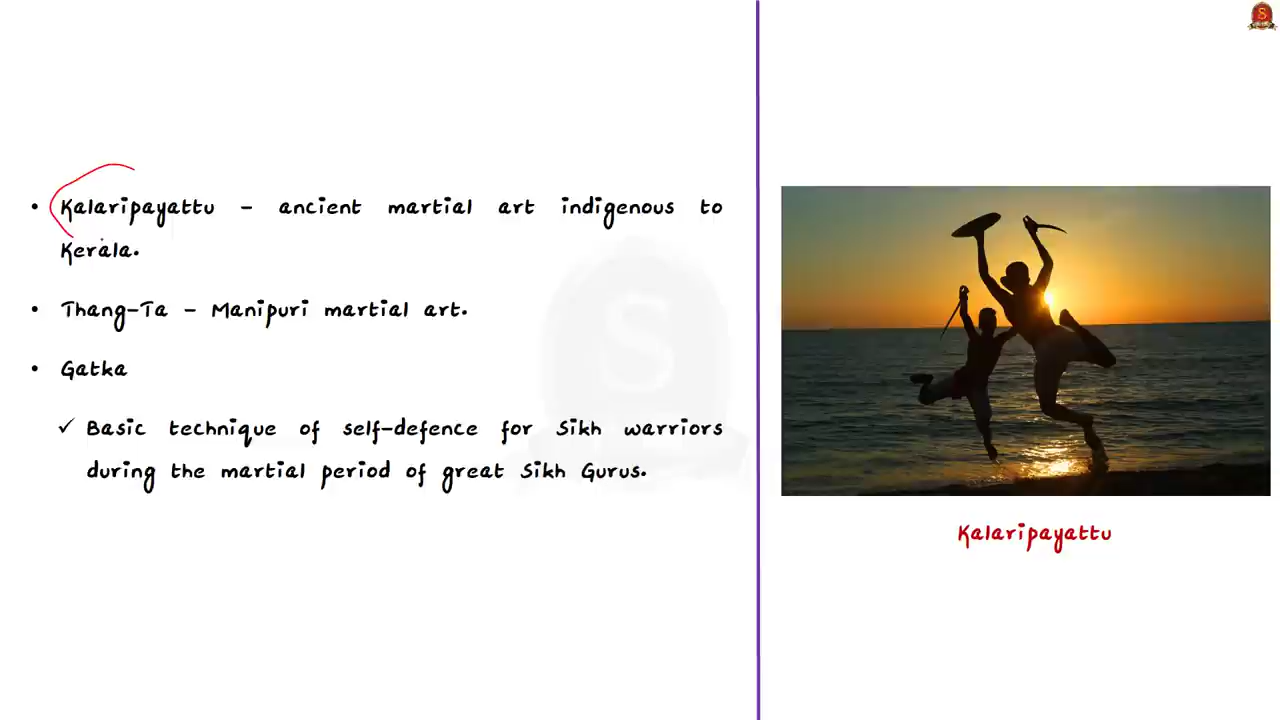 • Kalaripayattu – ancient martial art indigenous to
Kerala.
• Thang-Ta – Manipuri martial art.
• Gatka
✓ Basic technique of self-defence for Sikh warriors
during the martial period of great Sikh Gurus.
Kalaripayattu
S
S